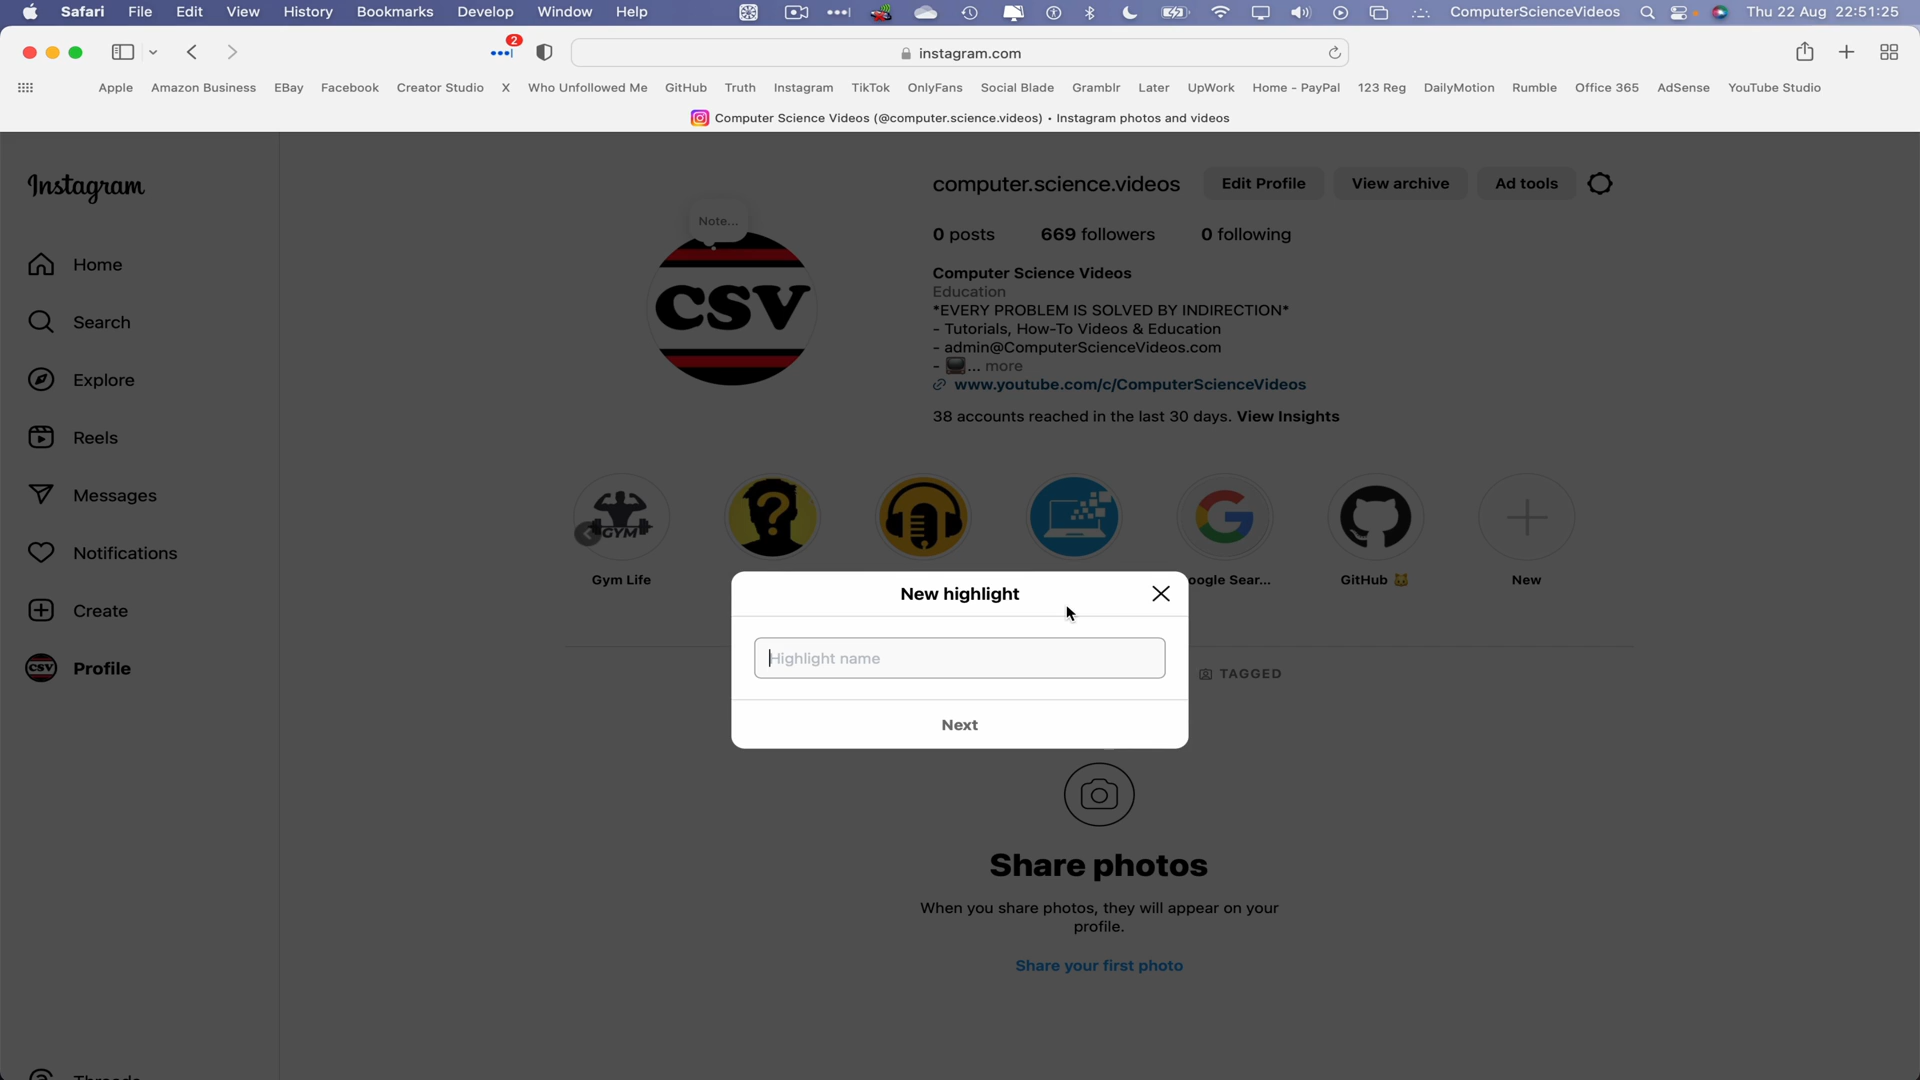 Safari File Edit View History Bookmarks Develop Window Help ComputerScienceVideos Thu 22 Aug 22:51:25
2
instagram.com
Apple Amazon Business EBay Facebook Creator Studio X Who Unfollowed Me GitHub Truth Instagram TikTok OnlyFans Social Blade Gramblr Later UpWork Home - PayPal 123 Reg DailyMotion Rumble Office 365 AdSense YouTube Studio
Computer Science Videos (@computer.science.videos) • Instagram photos and videos
Instagram
Home
Search
Explore
Reels
Messages
Notifications
Create
Profile
Note...
CSV
computer.science.videos Edit Profile View archive Ad tools
0 posts 669 followers 0 following
Computer Science Videos
Education
*EVERY PROBLEM IS SOLVED BY INDIRECTION*
- Tutorials, How-To Videos & Education
- admin@ComputerScienceVideos.com
- 📺... more
www.youtube.com/c/ComputerScienceVideos
38 accounts reached in the last 30 days. View Insights
GYM
Gym Life oogle Sear... GitHub 🐱 New
New highlight
Highlight name
Next
TAGGED
Share photos
When you share photos, they will appear on your
profile.
Share your first photo